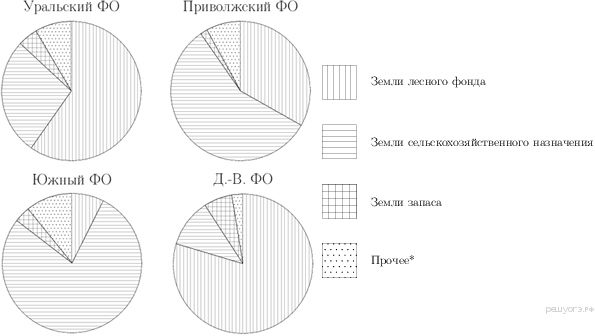 Уральский ФО
Приволжский ФО
Земли лесного фонда
Земли сельскохозяйственного назначения
Южный ФО
Д.-В. ФО
Земли запаса
Прочее*
решуогэ.рф